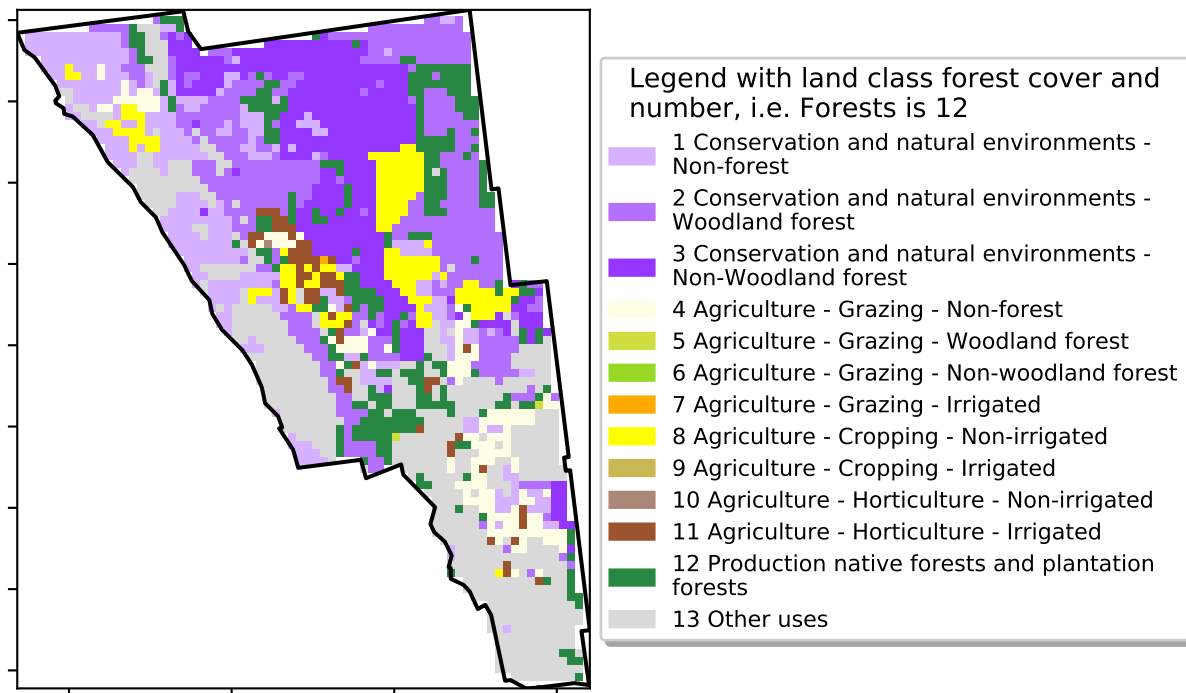 Legend with land class forest cover and
number, i.e. Forests is 12
1 Conservation and natural environments -
Non-forest
2 Conservation and natural environments -
Woodland forest
3 Conservation and natural environments -
Non-Woodland forest
4 Agriculture - Grazing - Non-forest
5 Agriculture - Grazing - Woodland forest
6 Agriculture - Grazing - Non-woodland forest
7 Agriculture - Grazing - Irrigated
8 Agriculture - Cropping - Non-irrigated
9 Agriculture - Cropping - Irrigated
10 Agriculture - Horticulture - Non-irrigated
11 Agriculture - Horticulture - Irrigated
12 Production native forests and plantation
forests
13 Other uses